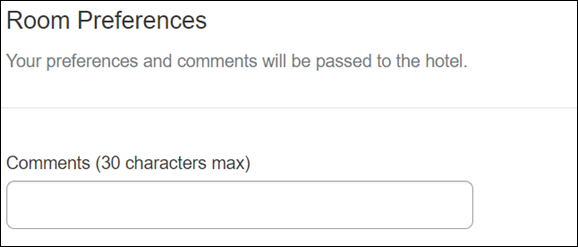 Room Preferences
Your preferences and comments will be passed to the hotel.
Comments (30 characters max)